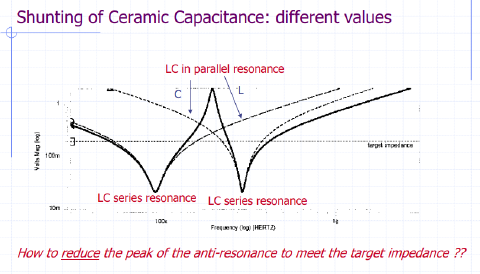 Shunting of Ceramic Capacitance: different values
LC in parallel resonance
C
L
1
target impedance
100m
Volts Mag (log)
LC series resonance
LC series resonance
100x
1g
Frequency (log) (HERTZ)
How to reduce the peak of the anti-resonance to meet the target impedance ??